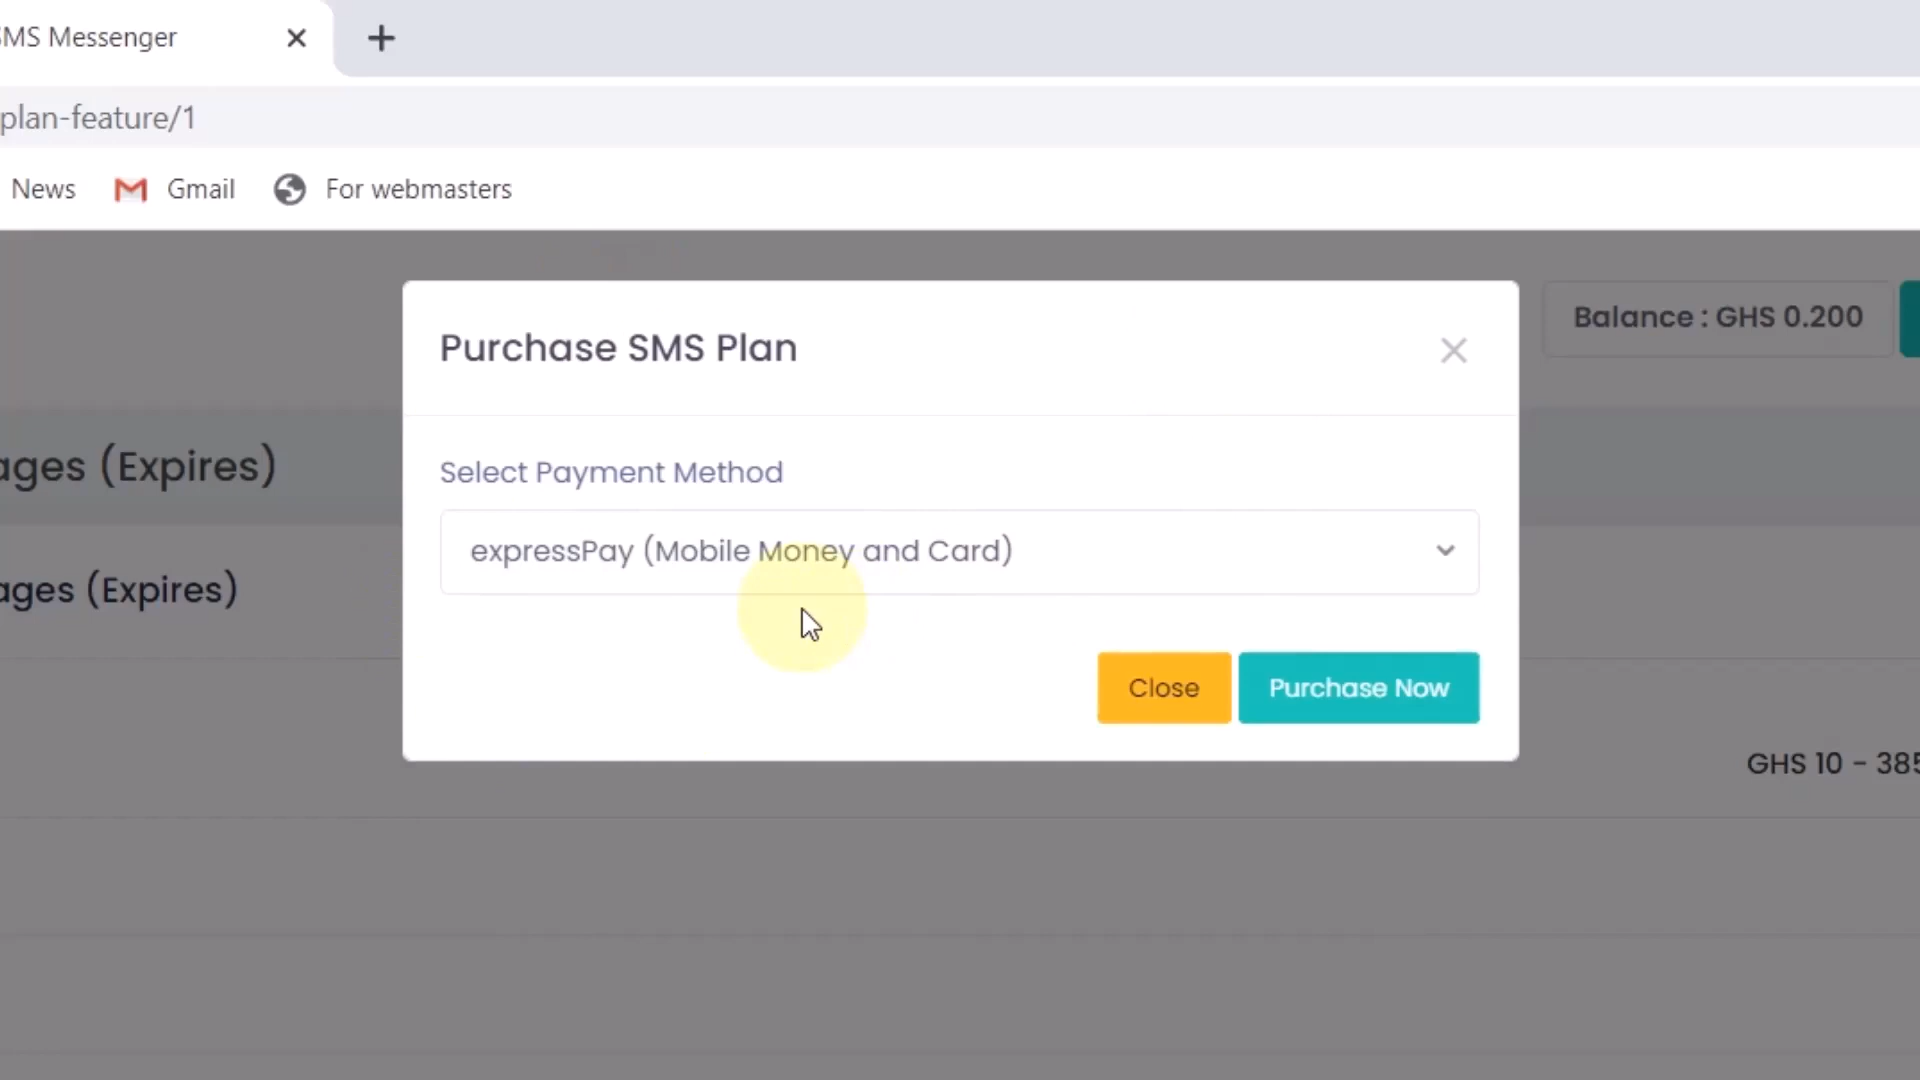 SMS Messenger
plan-feature/1
News Gmail For webmasters
Purchase SMS Plan
Balance : GHS 0.200
ages (Expires)
Select Payment Method
expressPay (Mobile Money and Card)
ages (Expires)
Close Purchase Now
GHS 10 - 385